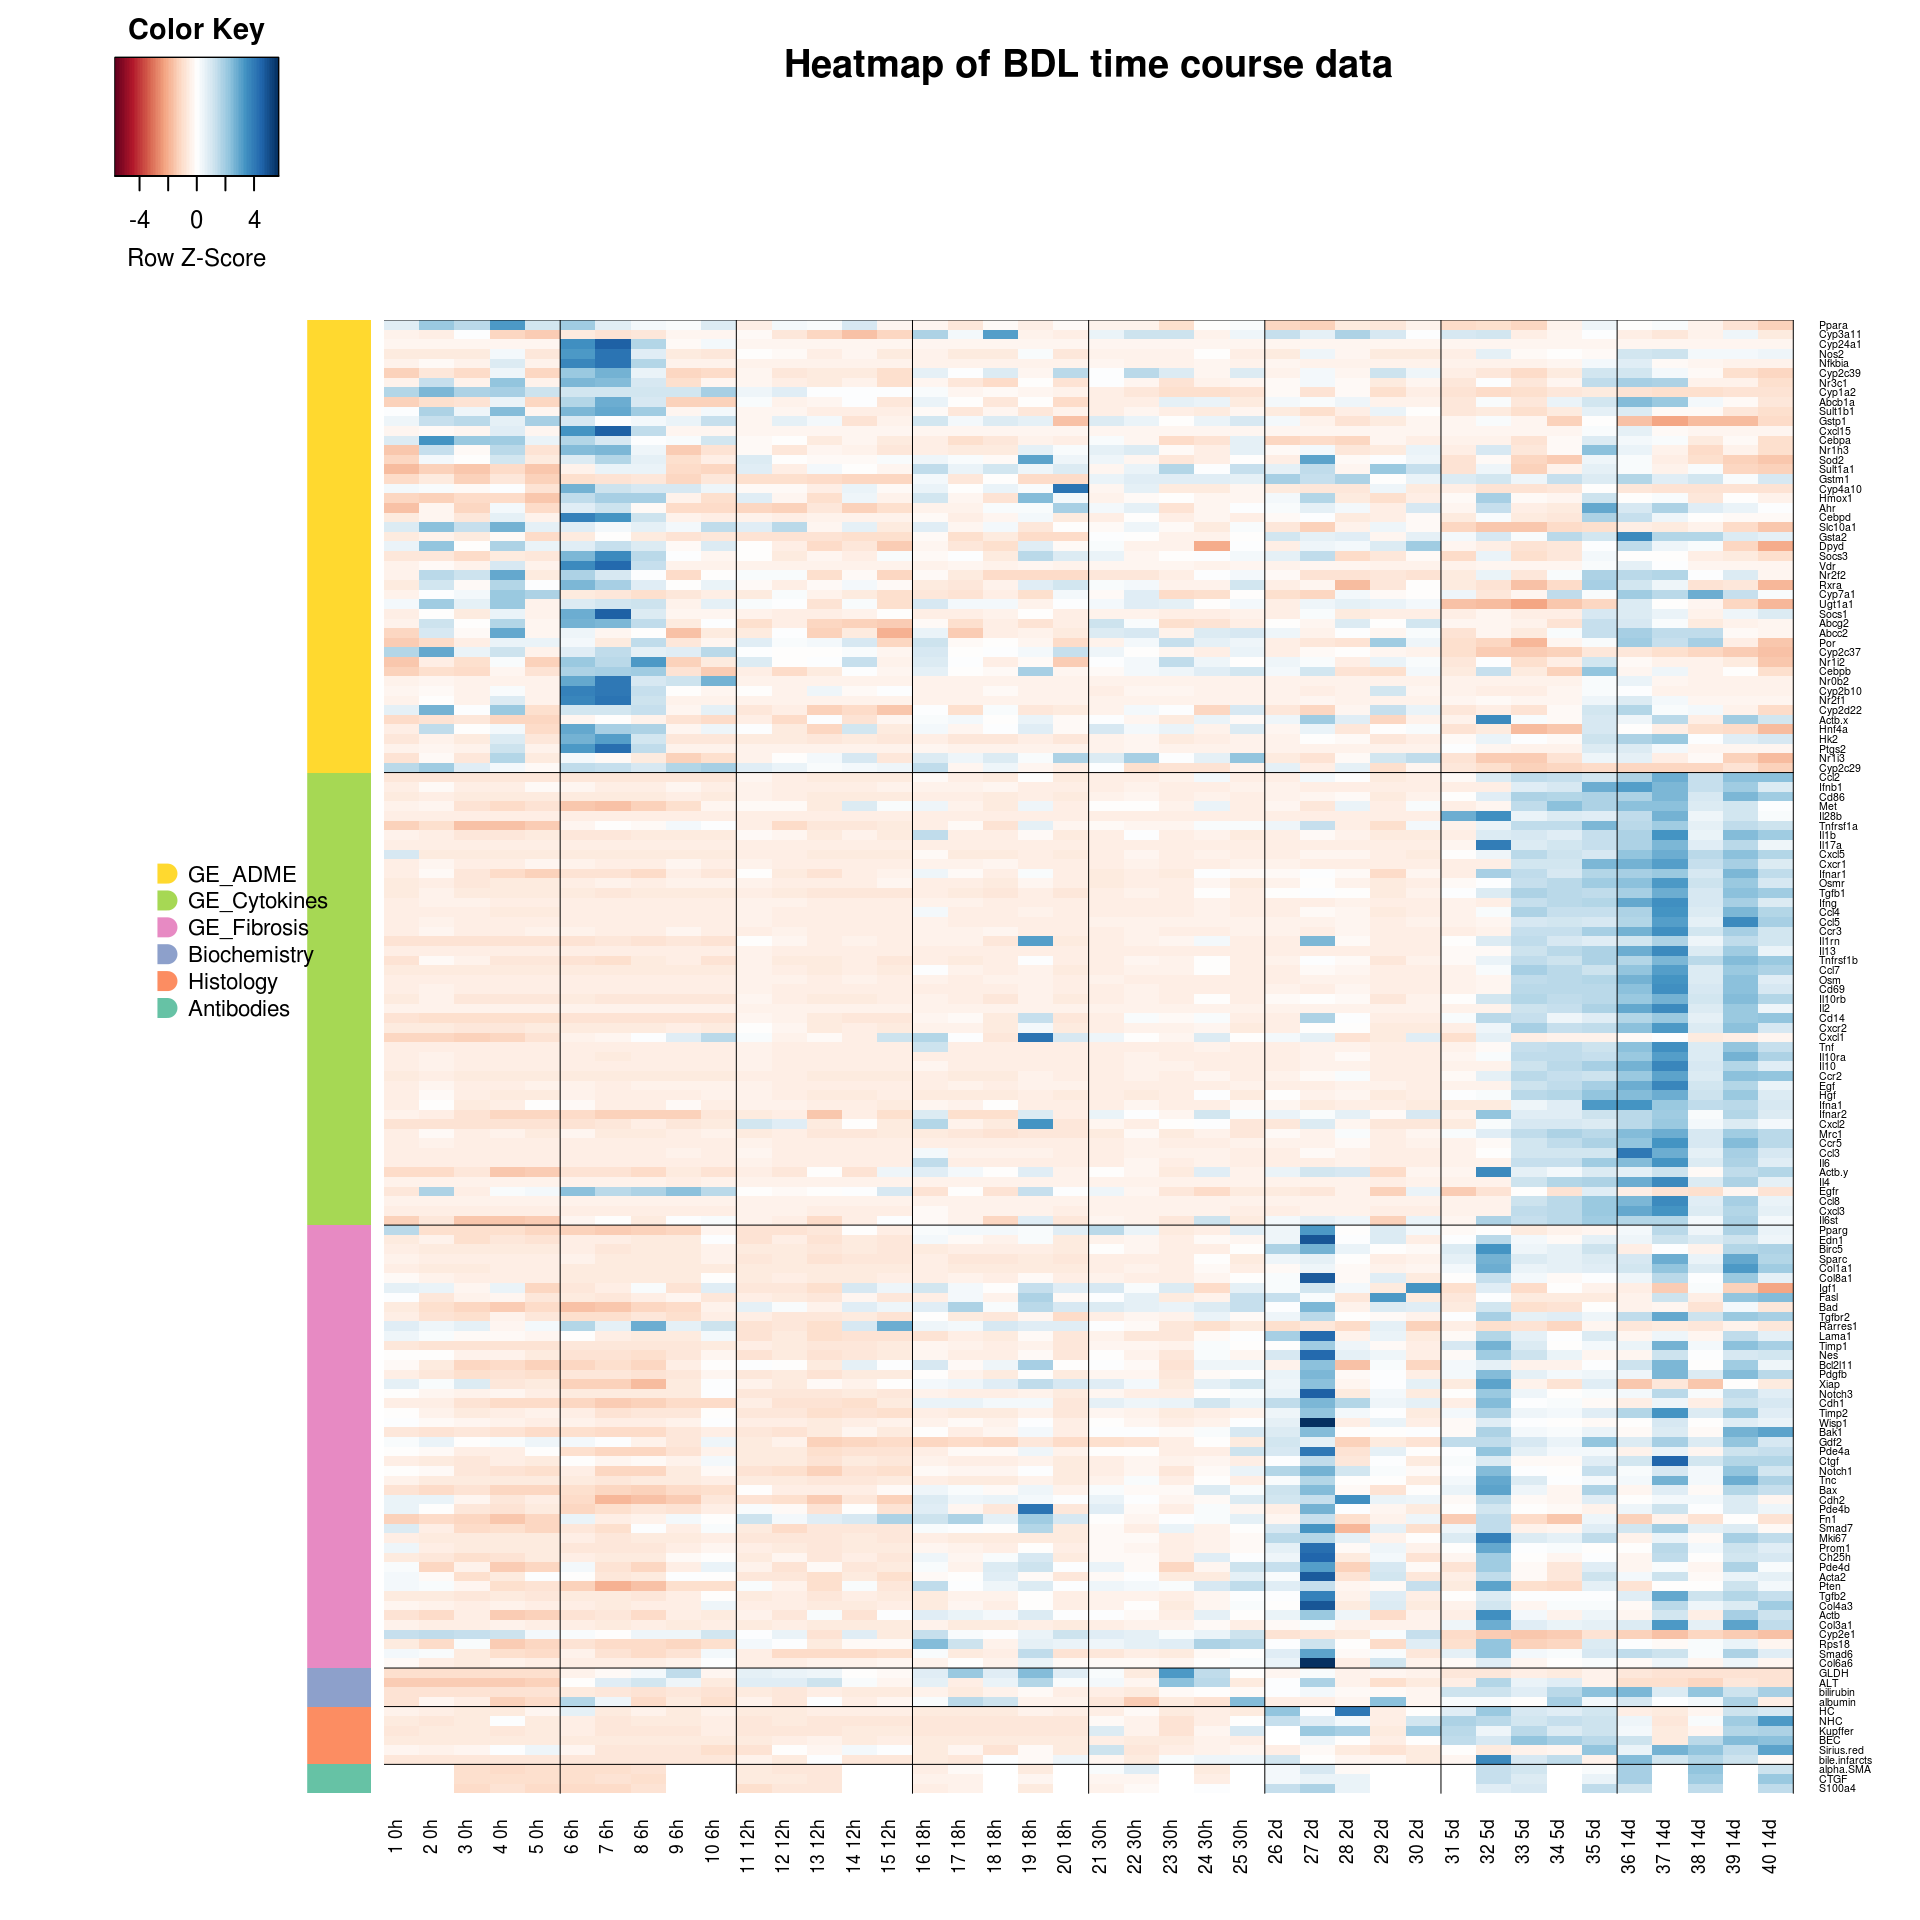 Color Key
Heatmap of BDL time course data
-4 0 4
Row Z-Score
Ppara
Cyp3a11
Cyp24a1
Nos2
Nfkbia
Cyp2c39
Nr3c1
Cyp1a2
Abcb1a
Sult1b1
Gstp1
Cxcl15
Cebpa
Nr1h3
Sod2
Sult1a1
Gstm1
Cyp4a10
Hmox1
Ahr
Cebpd
Slc10a1
Gsta2
Dpyd
Socs3
Vdr
Nr2f2
Rxra
Cyp7a1
Ugt1a1
Socs1
Abcg2
Abcc2
Por
Cyp2c37
Nr1i2
Cebpb
Nr0b2
Cyp2b10
Nr2f1
Cyp2d22
Actb.x
Hnf4a
Hk2
Ptgs2
Nr1i3
Cyp2c29
Ccl2
Ifnb1
Cd86
Met
Il28b
Tnfrsf1a
Il1b
Il17a
Cxcl5
Cxcr1
Ifnar1
Osmr
Tgfb1
Ifng
Ccl4
Ccl5
Ccr3
Il1rn
Il13
Tnfrsf1b
Ccl7
Osm
Cd69
Il10rb
Il2
Cd14
Cxcr2
Cxcl1
Tnf
Il10ra
Il10
Ccr2
Egf
Hgf
Ifna1
Ifnar2
Cxcl2
Mrc1
Ccr5
Ccl3
Il6
Actb.y
Il4
Egfr
Ccl8
Cxcl3
Il6st
Pparg
Edn1
Birc5
Sparc
Col1a1
Col8a1
Igf1
Fasl
Bad
Tgfbr2
Rarres1
Lama1
Timp1
Nes
Bcl2l11
Pdgfb
Xiap
Notch3
Cdh1
Timp2
Wisp1
Bak1
Gdf2
Pde4a
Ctgf
Notch1
Tnc
Bax
Cdh2
Pde4b
Fn1
Smad7
Mki67
Prom1
Ch25h
Pde4d
Acta2
Pten
Tgfb2
Col4a3
Actb
Col3a1
Cyp2e1
Rps18
Smad6
Col6a6
GLDH
ALT
bilirubin
albumin
HC
NHC
Kupffer
BEC
Sirius.red
bile.infarcts
alpha.SMA
CTGF
S100a4
GE_ADME
GE_Cytokines
GE_Fibrosis
Biochemistry
Histology
Antibodies
1 0h
2 0h
3 0h
4 0h
5 0h
6 6h
7 6h
8 6h
9 6h
10 6h
11 12h
12 12h
13 12h
14 12h
15 12h
16 18h
17 18h
18 18h
19 18h
20 18h
21 30h
22 30h
23 30h
24 30h
25 30h
26 2d
27 2d
28 2d
29 2d
30 2d
31 5d
32 5d
33 5d
34 5d
35 5d
36 14d
37 14d
38 14d
39 14d
40 14d